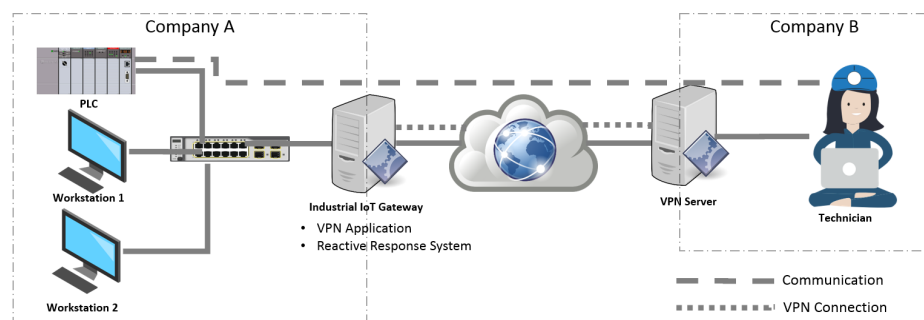 Company A
Company B
PLC
Workstation 1
Workstation 2
Industrial IoT Gateway
• VPN Application
• Reactive Response System
VPN Server
Technician
Communication
VPN Connection